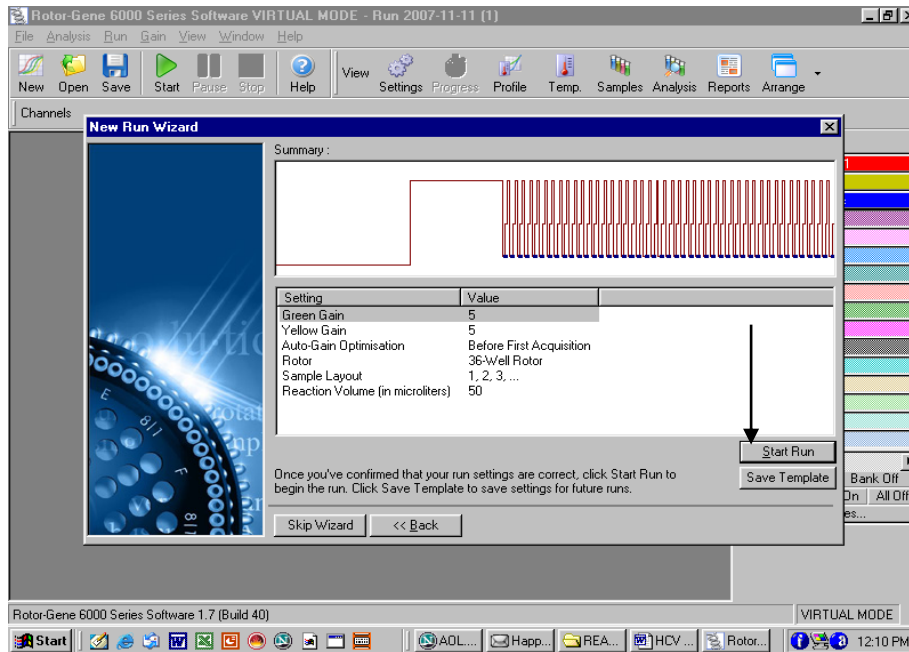 Rotor-Gene 6000 Series Software VIRTUAL MODE - Run 2007-11-11 (1)
File Analysis Run Gain View Window Help
New Open Save Start Pause Stop Help View Settings Progress Profile Temp. Samples Analysis Reports Arrange
Channels
New Run Wizard
Summary :
Setting Value
Green Gain 5
Yellow Gain 5
Auto-Gain Optimisation Before First Acquisition
Rotor 36-Well Rotor
Sample Layout 1, 2, 3, ...
Reaction Volume (in microliters) 50
Start Run
Once you've confirmed that your run settings are correct, click Start Run to
begin the run. Click Save Template to save settings for future runs.
Save Template
Bank Off
On All Off
es...
Skip Wizard << Back
Rotor-Gene 6000 Series Software 1.7 (Build 40) VIRTUAL MODE
Start AOL... Happ... REA... HCV ... Rotor... 12:10 PM